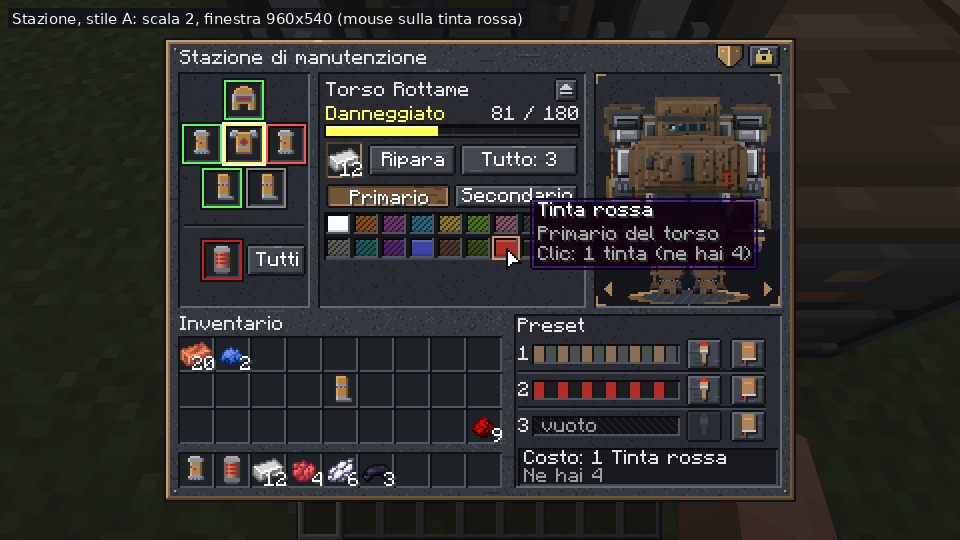 Stazione, stile A: scala 2, finestra 960x540 (mouse sulla tinta rossa)
Stazione di manutenzione
Torso Rottame
Danneggiato 81 / 180
12 Ripara Tutto: 3
Primario Secondario
Tinta rossa
Primario del torso
Clic: 1 tinta (ne hai 4)
Tutti
Inventario
20 2
9
12 4 6 3
Preset
1
2
3 vuoto
Costo: 1 Tinta rossa
Ne hai 4